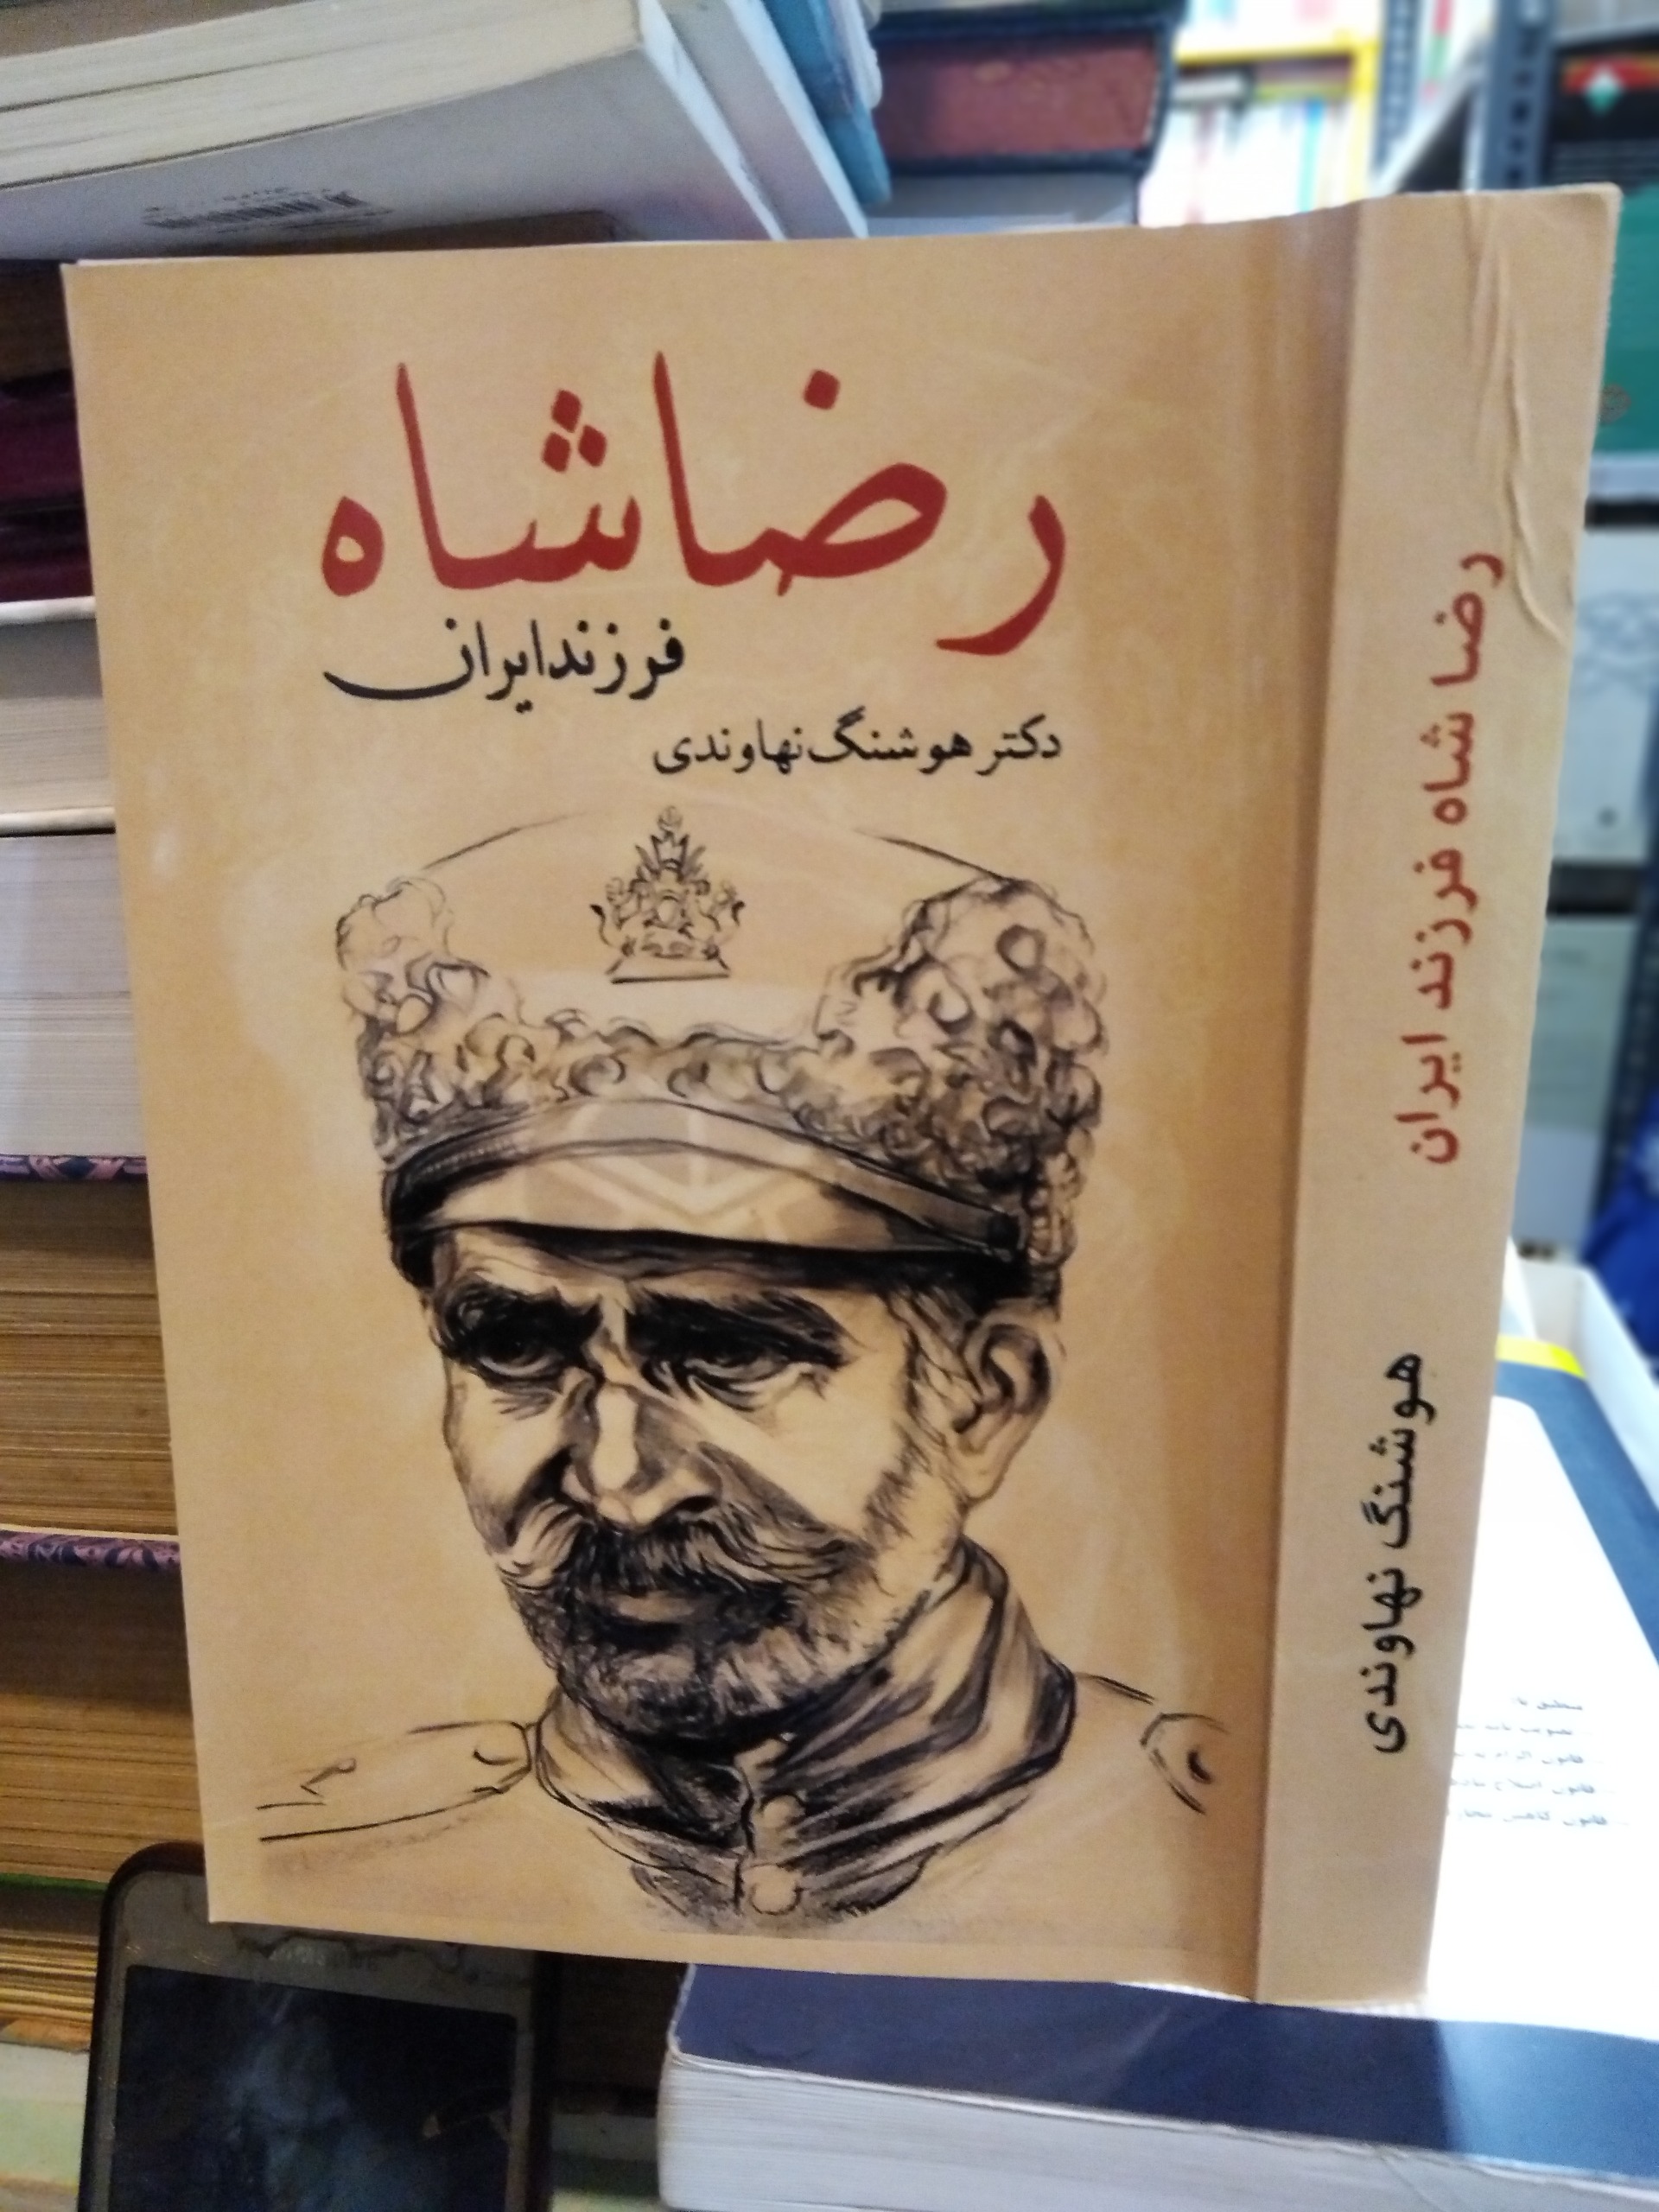 رضاشاه
فرزند ایران
دکتر هوشنگ نهاوندی
رضا شاه فرزند ایران
هوشنگ نهاوندی